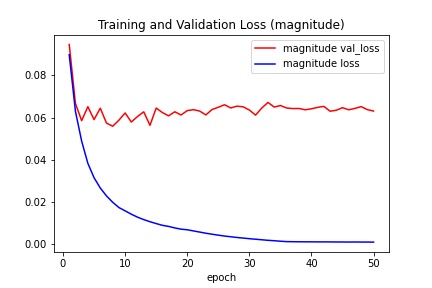 Training and Validation Loss (magnitude)
magnitude val_loss
magnitude loss
0.08
0.06
0.04
0.02
0.00
0 10 20 30 40 50
epoch